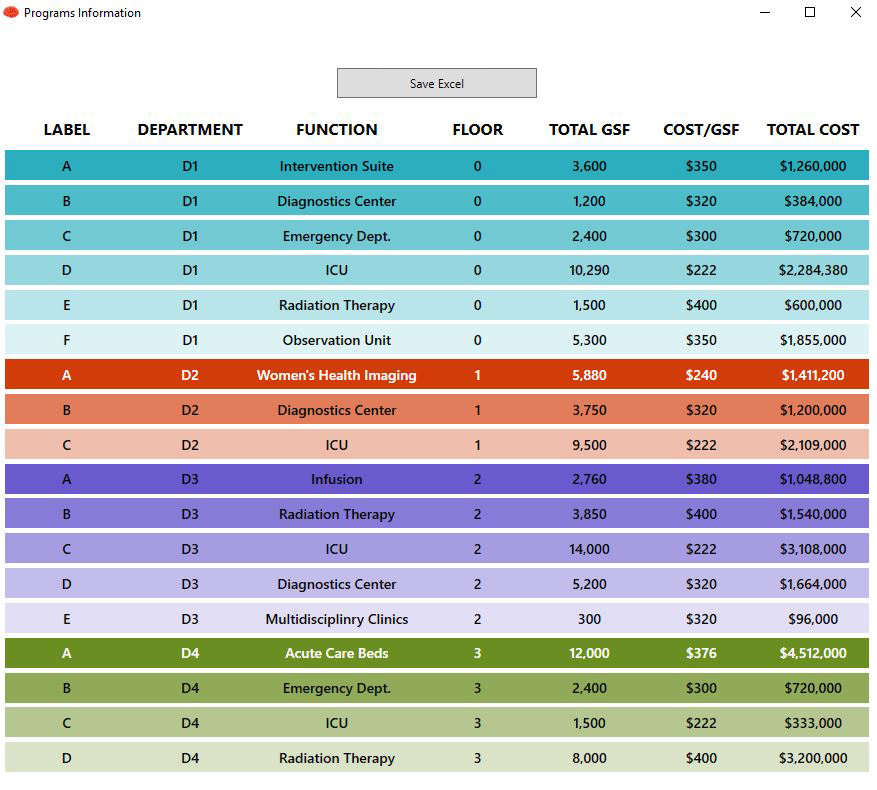 Programs Information
Save Excel
LABEL DEPARTMENT FUNCTION FLOOR TOTAL GSF COST/GSF TOTAL COST
A D1 Intervention Suite 0 3,600 $350 $1,260,000
B D1 Diagnostics Center 0 1,200 $320 $384,000
C D1 Emergency Dept. 0 2,400 $300 $720,000
D D1 ICU 0 10,290 $222 $2,284,380
E D1 Radiation Therapy 0 1,500 $400 $600,000
F D1 Observation Unit 0 5,300 $350 $1,855,000
A D2 Women's Health Imaging 1 5,880 $240 $1,411,200
B D2 Diagnostics Center 1 3,750 $320 $1,200,000
C D2 ICU 1 9,500 $222 $2,109,000
A D3 Infusion 2 2,760 $380 $1,048,800
B D3 Radiation Therapy 2 3,850 $400 $1,540,000
C D3 ICU 2 14,000 $222 $3,108,000
D D3 Diagnostics Center 2 5,200 $320 $1,664,000
E D3 Multidisciplinry Clinics 2 300 $320 $96,000
A D4 Acute Care Beds 3 12,000 $376 $4,512,000
B D4 Emergency Dept. 3 2,400 $300 $720,000
C D4 ICU 3 1,500 $222 $333,000
D D4 Radiation Therapy 3 8,000 $400 $3,200,000